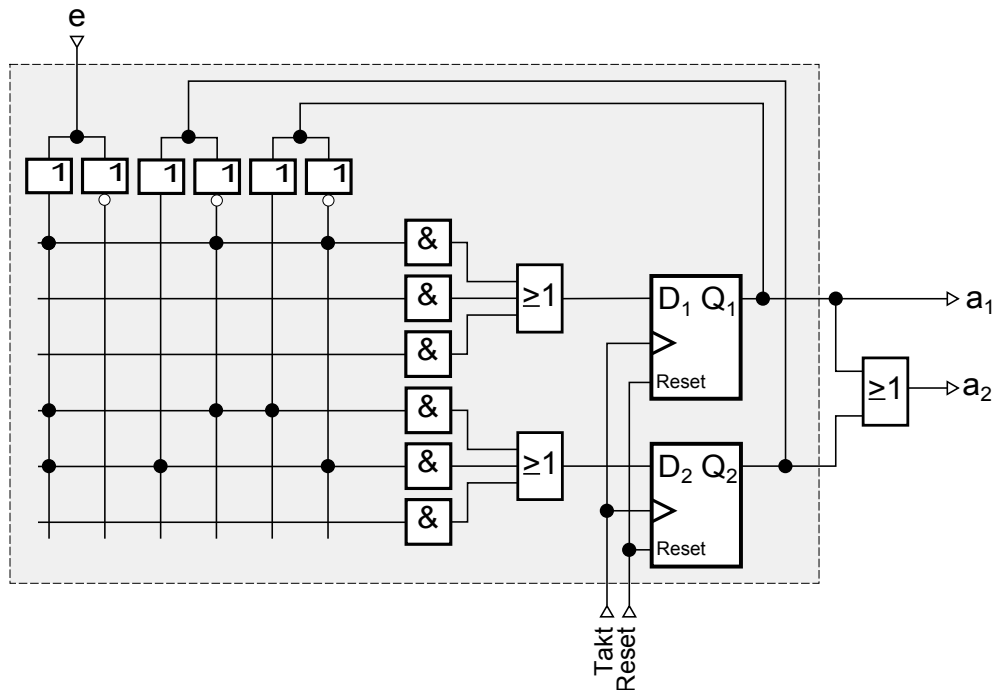 e
1 1 1 1 1 1
&
&
≥1
D₁ Q₁
a₁
&
Reset
≥1
a₂
&
&
≥1
D₂ Q₂
&
Reset
Takt
Reset